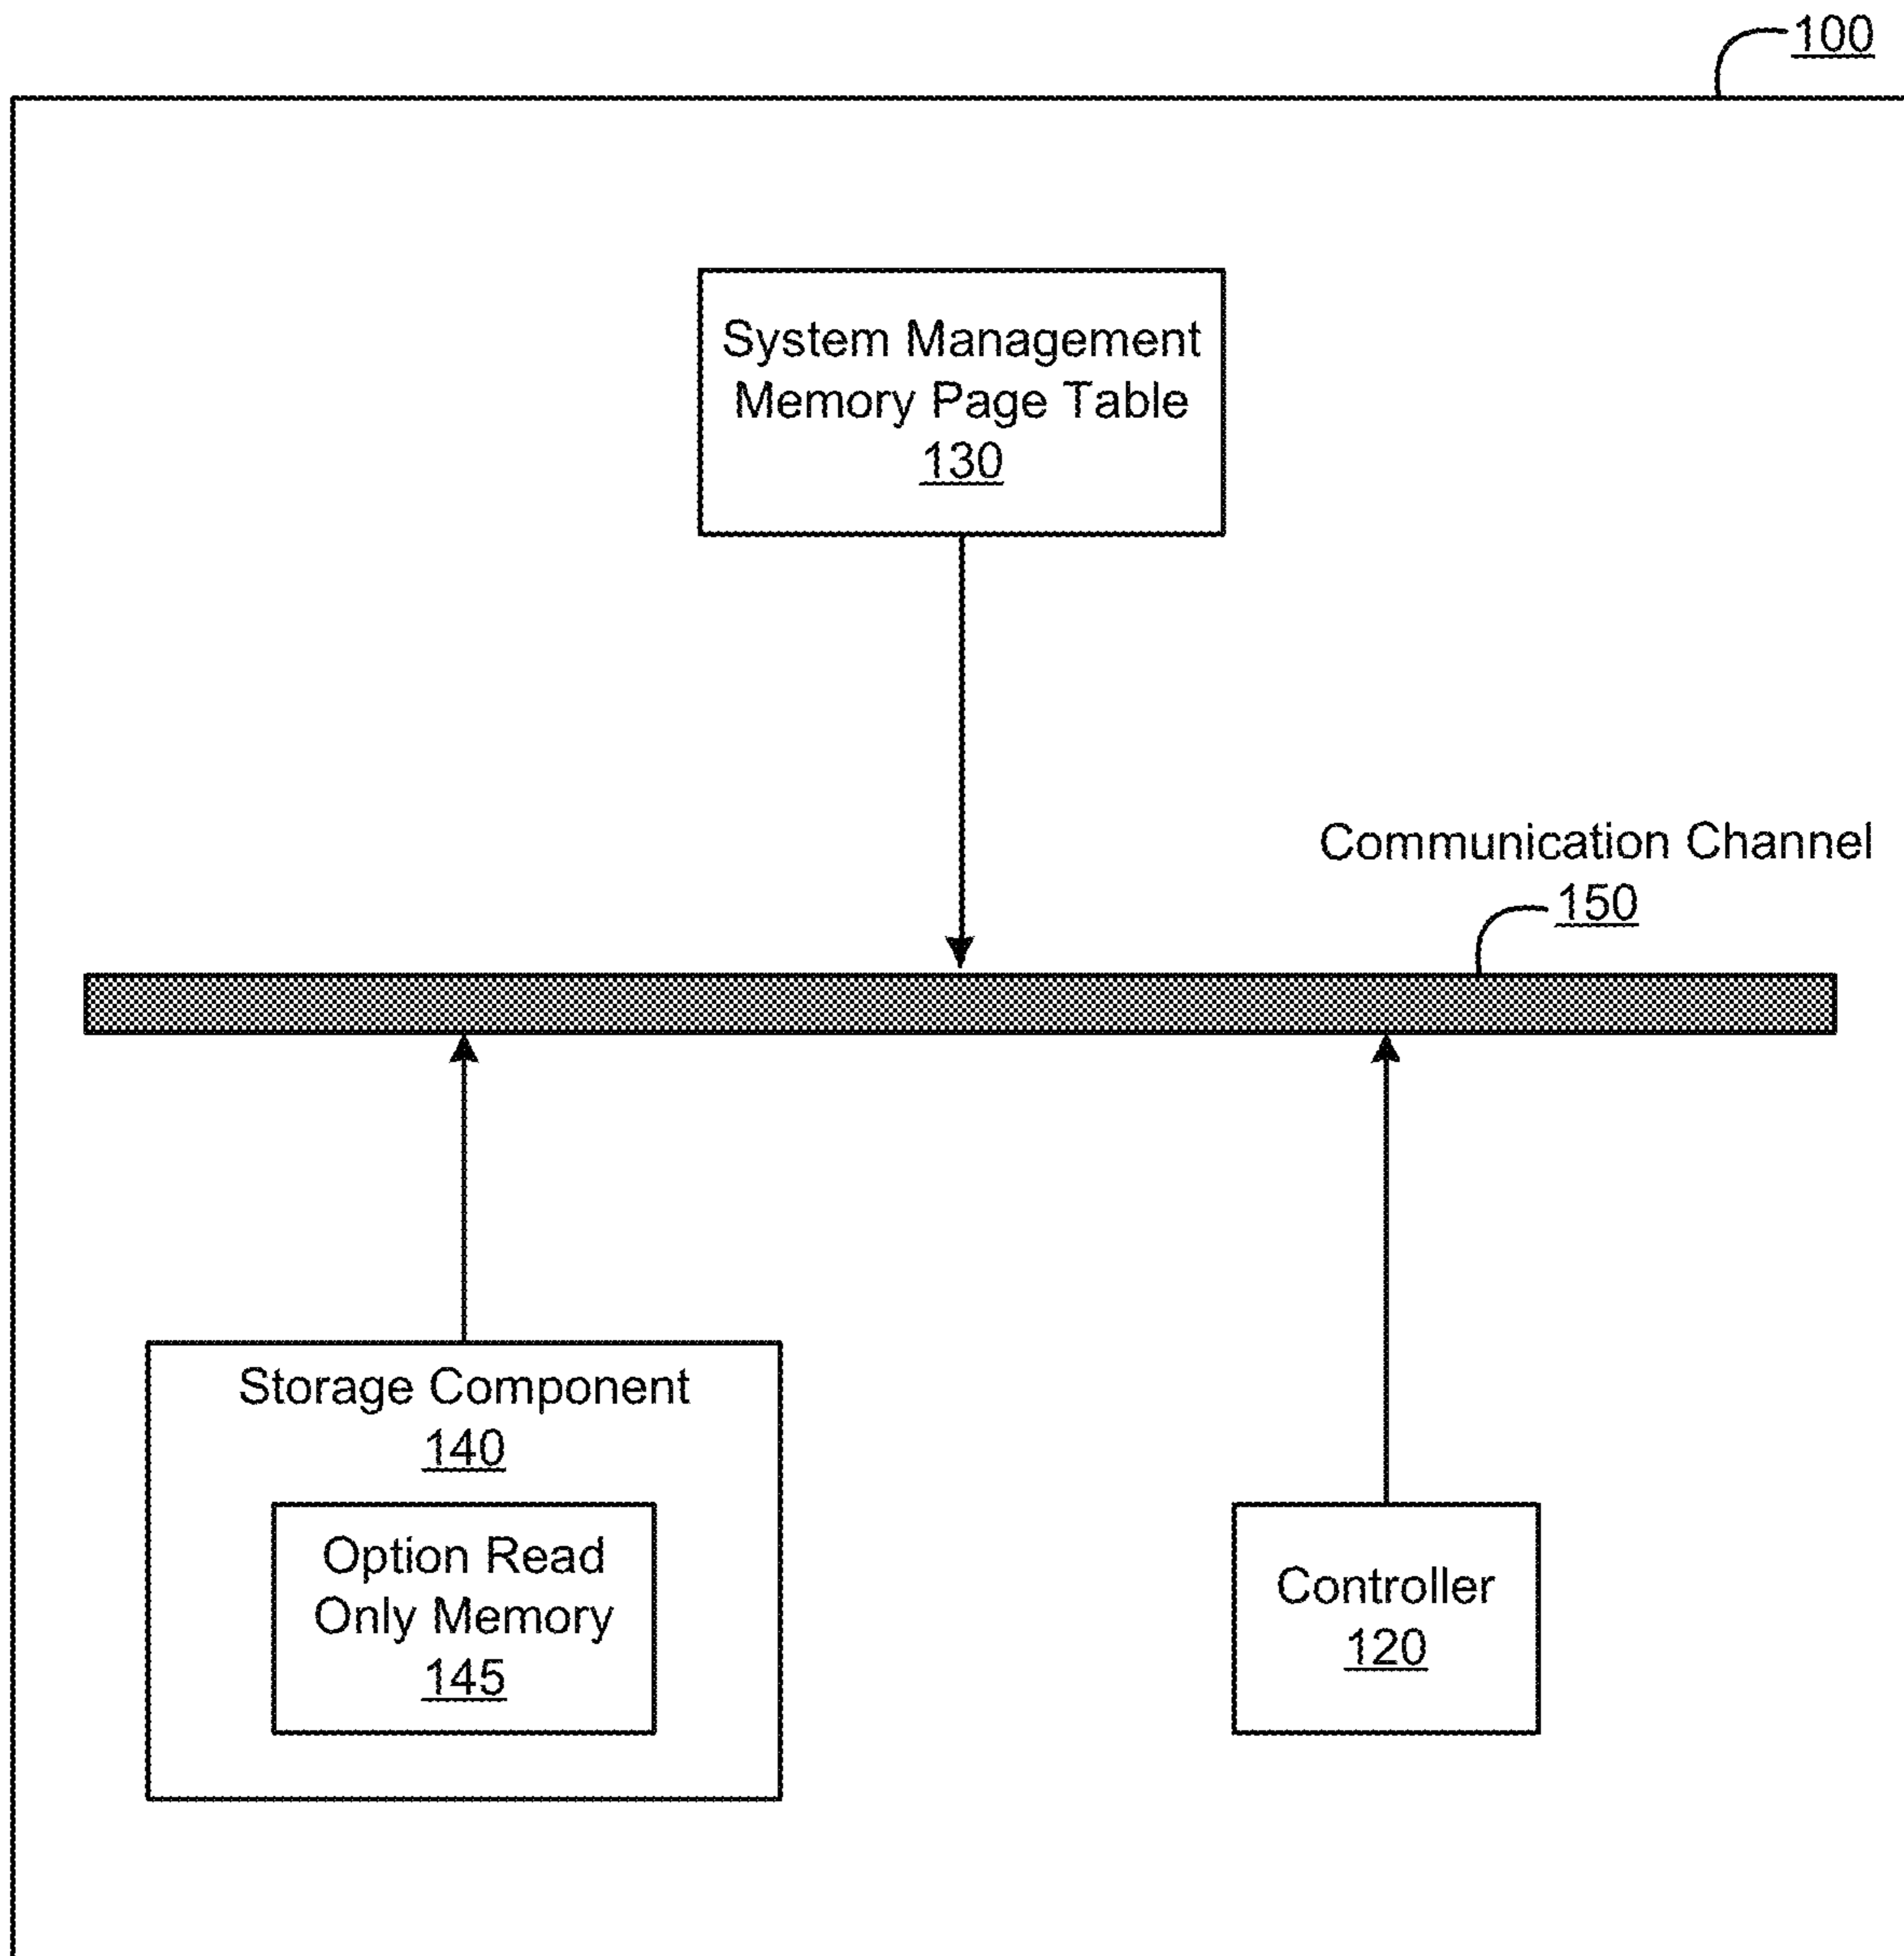 100
System Management
Memory Page Table
130
Communication Channel
150
Storage Component
140
Option Read
Only Memory
145
Controller
120